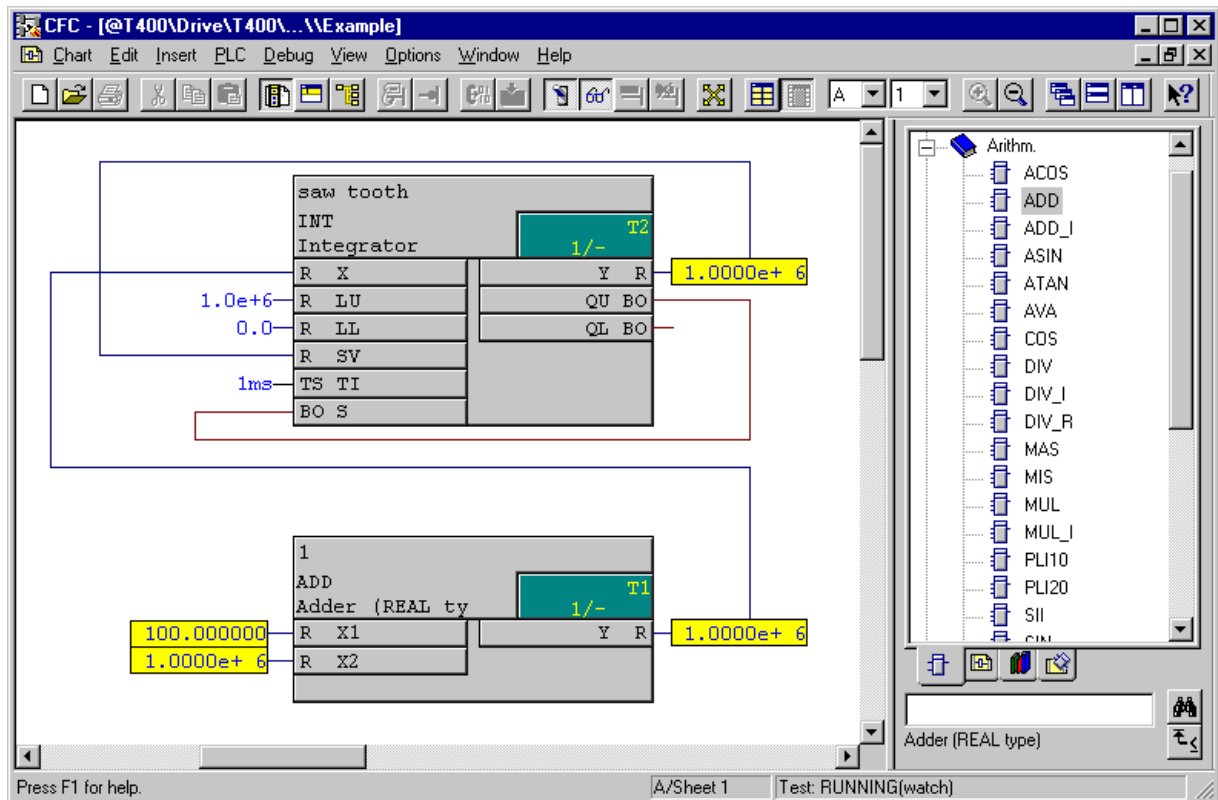 CFC - [@T400\Drive\T400\...\\Example]
Chart Edit Insert PLC Debug View Options Window Help
A 1
saw tooth
INT
Integrator
T2
1/-
R X
Y R
1.0000e+ 6
1.0e+6
R LU
QU BO
0.0
R LL
QL BO
R SV
1ms
TS TI
BO S
1
ADD
Adder (REAL ty
T1
1/-
100.000000
R X1
Y R
1.0000e+ 6
1.0000e+ 6
R X2
Arithm.
ACOS
ADD
ADD_I
ASIN
ATAN
AVA
COS
DIV
DIV_I
DIV_R
MAS
MIS
MUL
MUL_I
PLI10
PLI20
SII
SIN
Adder (REAL type)
Press F1 for help.
A/Sheet 1
Test: RUNNING(watch)